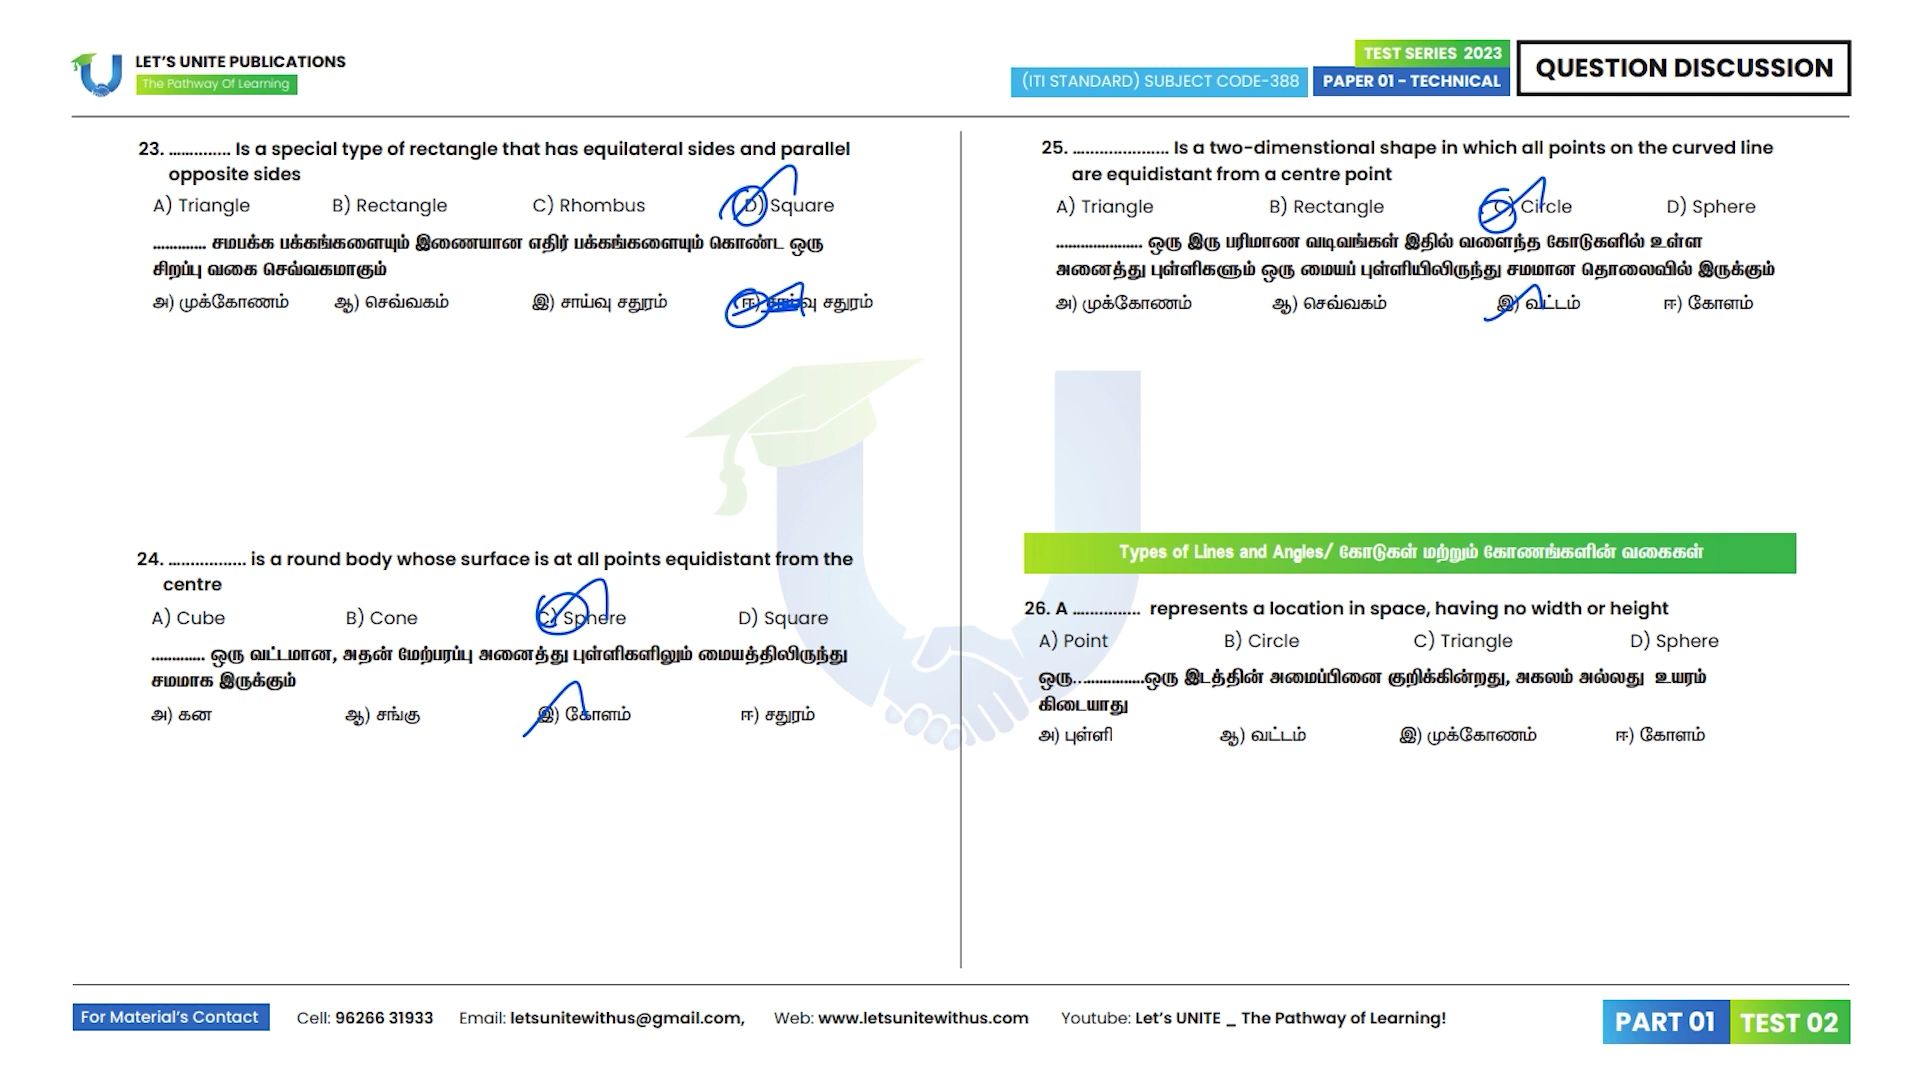 LET'S UNITE PUBLICATIONS
The Pathway Of Learning
TEST SERIES 2023
(ITI STANDARD) SUBJECT CODE-388
PAPER 01 - TECHNICAL
QUESTION DISCUSSION
23. .............. Is a special type of rectangle that has equilateral sides and parallel
opposite sides
A) Triangle B) Rectangle C) Rhombus D) Square
............. சமபக்க பக்கங்களையும் இணையான எதிர் பக்கங்களையும் கொண்ட ஒரு
சிறப்பு வகை செவ்வகமாகும்
அ) முக்கோணம் ஆ) செவ்வகம் இ) சாய்வு சதுரம் ஈ) சாய்வு சதுரம்
24. ................. is a round body whose surface is at all points equidistant from the
centre
A) Cube B) Cone C) Sphere D) Square
............. ஒரு வட்டமான, அதன் மேற்பரப்பு அனைத்து புள்ளிகளிலும் மையத்திலிருந்து
சமமாக இருக்கும்
அ) கன ஆ) சங்கு இ) கோளம் ஈ) சதுரம்
25. ...................... Is a two-dimenstional shape in which all points on the curved line
are equidistant from a centre point
A) Triangle B) Rectangle C) Circle D) Sphere
..................... ஒரு இரு பரிமாண வடிவங்கள் இதில் வளைந்த கோடுகளில் உள்ள
அனைத்து புள்ளிகளும் ஒரு மையப் புள்ளியிலிருந்து சமமான தொலைவில் இருக்கும்
அ) முக்கோணம் ஆ) செவ்வகம் இ) வட்டம் ஈ) கோளம்
Types of Lines and Angles/ கோடுகள் மற்றும் கோணங்களின் வகைகள்
26. A ............... represents a location in space, having no width or height
A) Point B) Circle C) Triangle D) Sphere
ஒரு.................ஒரு இடத்தின் அமைப்பினை குறிக்கின்றது, அகலம் அல்லது உயரம்
கிடையாது
அ) புள்ளி ஆ) வட்டம் இ) முக்கோணம் ஈ) கோளம்
For Material's Contact Cell: 96266 31933 Email: letsunitewithus@gmail.com, Web: www.letsunitewithus.com Youtube: Let's UNITE _ The Pathway of Learning!
PART 01 TEST 02